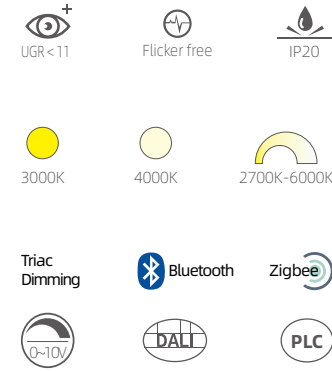 UGR<11
Flicker free
IP20
3000K
4000K
2700K-6000K
Triac
Dimming
Bluetooth
Zigbee
0~10V
DALI
PLC